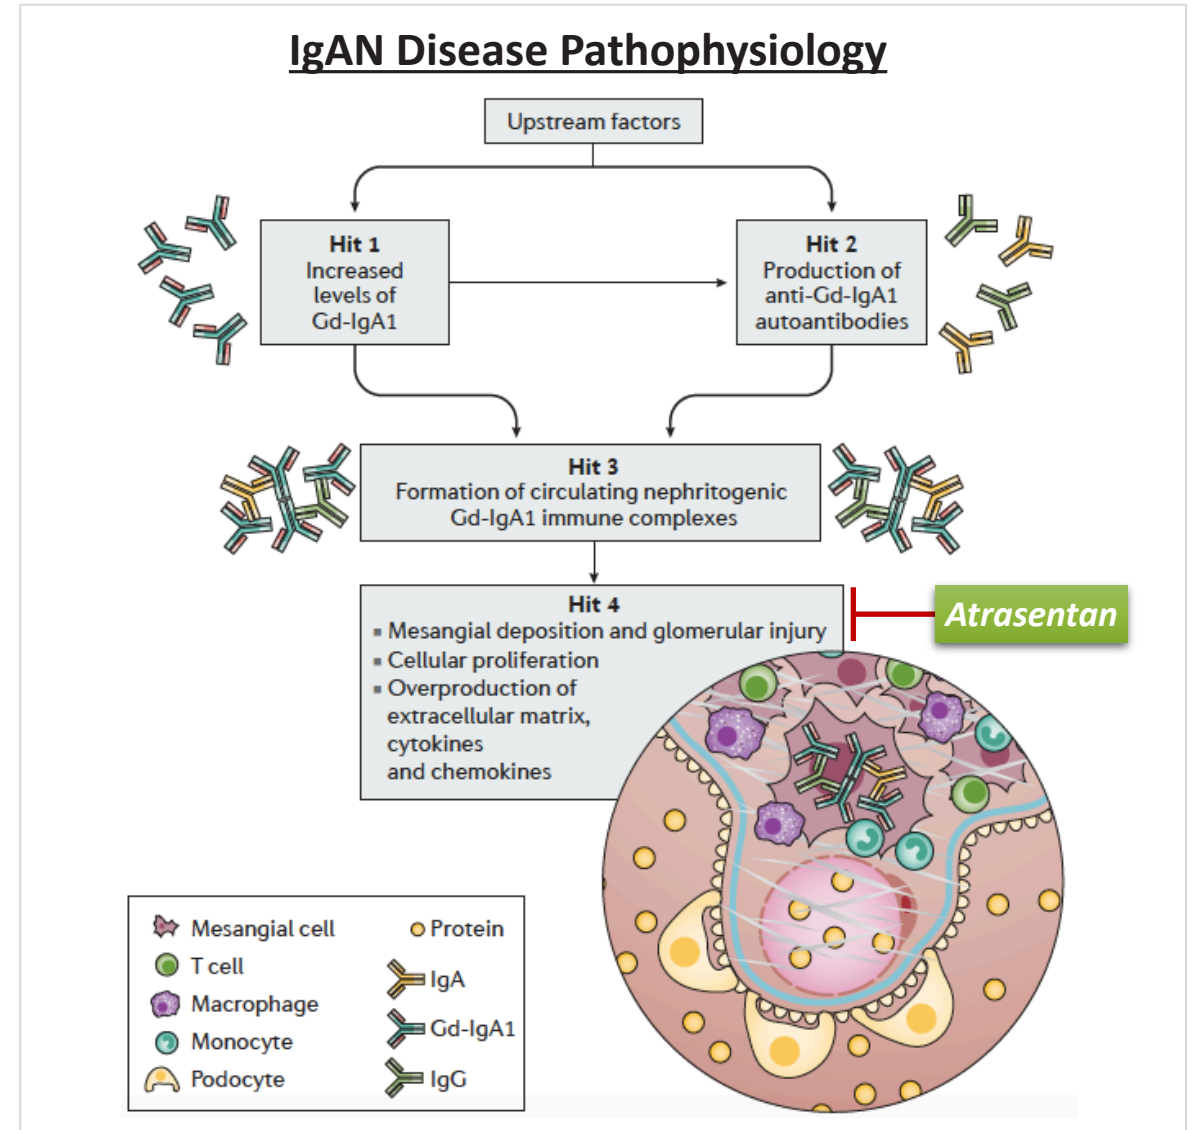 IgAN Disease Pathophysiology
Upstream factors
Hit 1
Increased
levels of
Gd-IgA1
Hit 2
Production of
anti-Gd-IgA1
autoantibodies
Hit 3
Formation of circulating nephritogenic
Gd-IgA1 immune complexes
Hit 4
▪ Mesangial deposition and glomerular injury
▪ Cellular proliferation
▪ Overproduction of
extracellular matrix,
cytokines
and chemokines
Atrasentan
Mesangial cell
T cell
Macrophage
Monocyte
Podocyte
Protein
IgA
Gd-IgA1
IgG